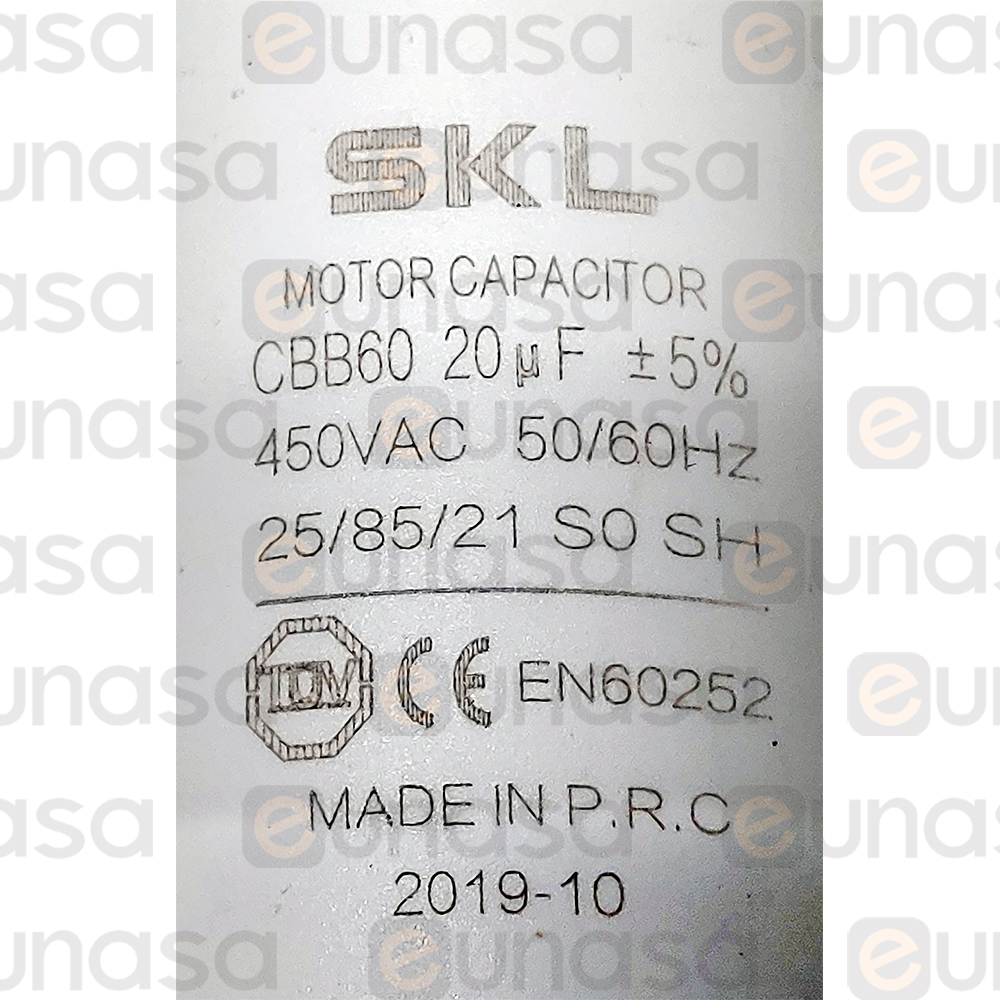 SKL
MOTOR CAPACITOR
CBB60 20µF ±5%
450VAC 50/60Hz
25/85/21 S0 SH
TÜV CE EN60252
MADE IN P.R.C
2019-10
eunasa